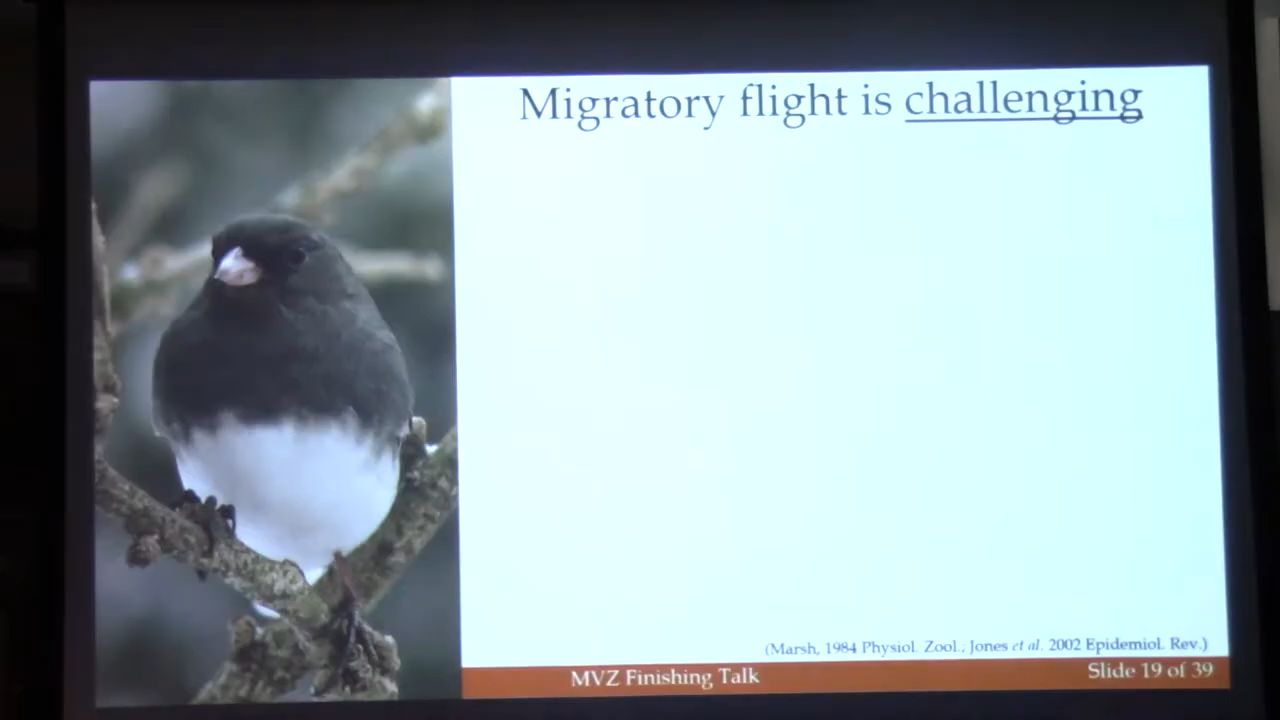 Migratory flight is challenging
(Marsh, 1984 Physiol. Zool.; Jones et al. 2002 Epidemiol. Rev.)
MVZ Finishing Talk
Slide 19 of 39